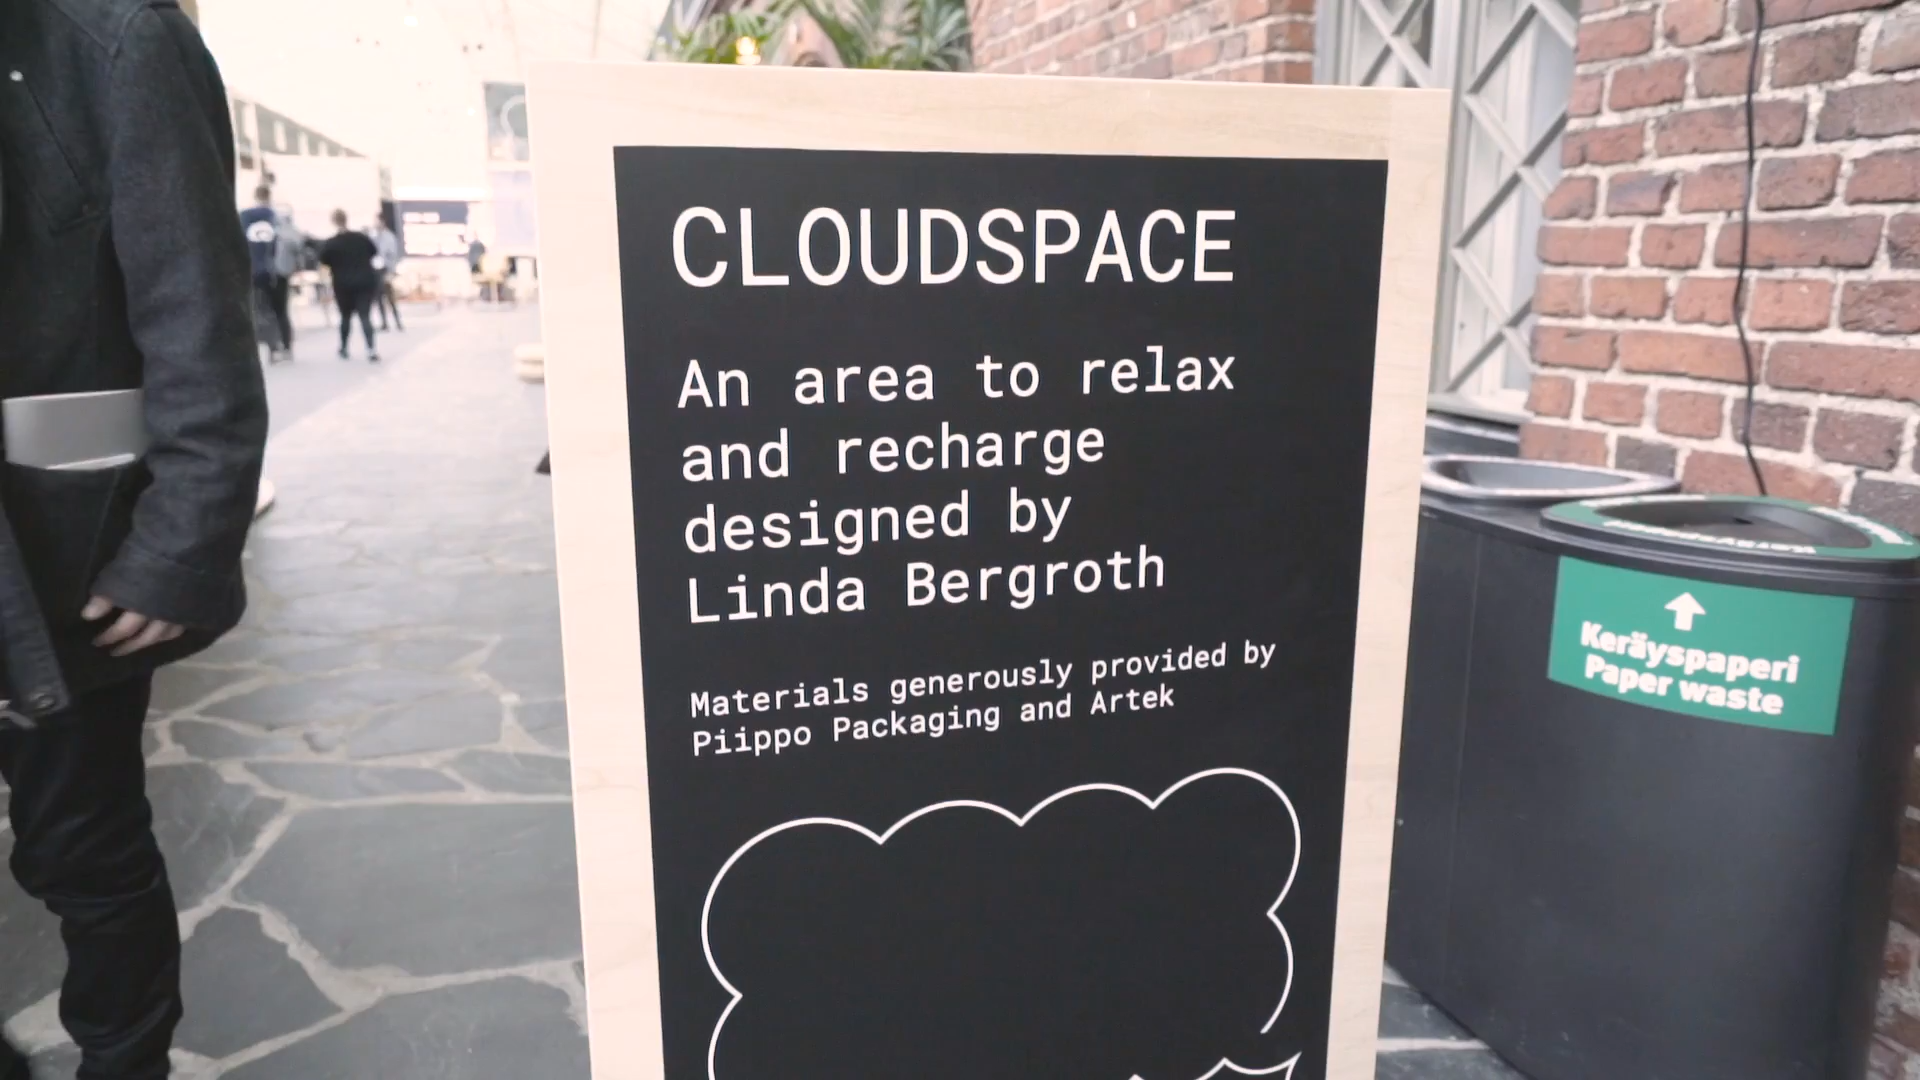 CLOUDSPACE
An area to relax
and recharge
designed by
Linda Bergroth
Materials generously provided by
Piippo Packaging and Artek
Keräyspaperi
Paper waste